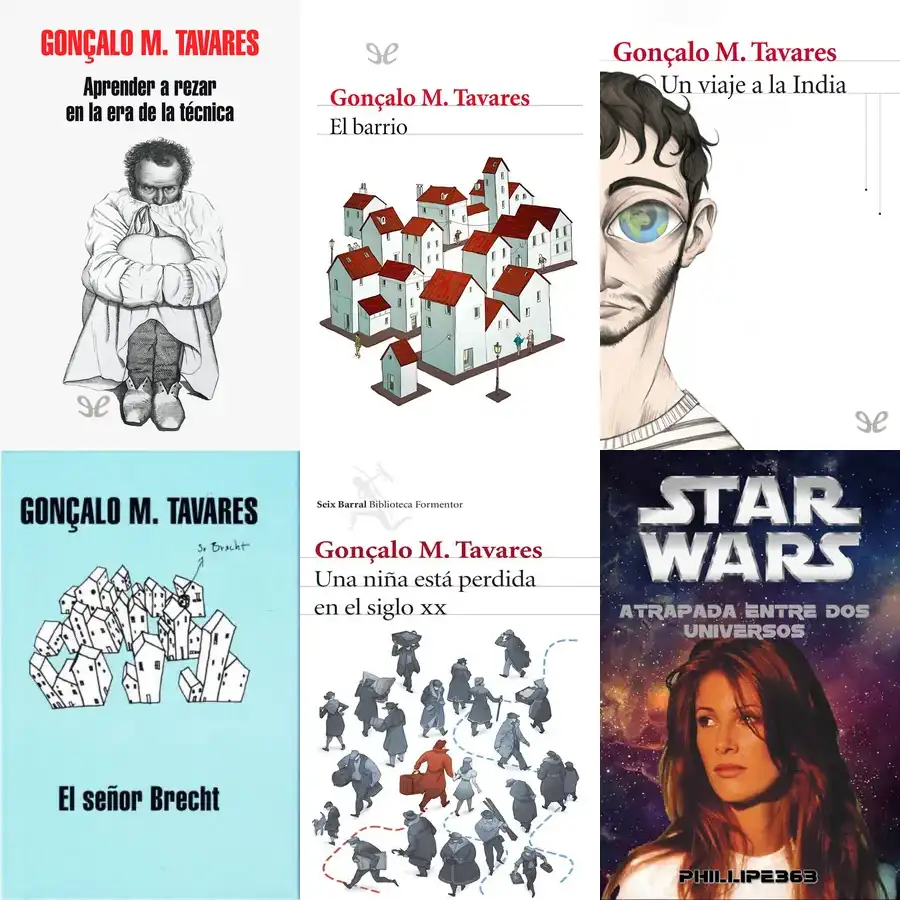 GONÇALO M. TAVARES
Aprender a rezar
en la era de la técnica
Gonçalo M. Tavares
El barrio
Gonçalo M. Tavares
Un viaje a la India
GONÇALO M. TAVARES
Sr Brecht
El señor Brecht
Seix Barral Biblioteca Formentor
Gonçalo M. Tavares
Una niña está perdida
en el siglo XX
STAR
WARS
ATRAPADA ENTRE DOS
UNIVERSOS
PHILLIPE363